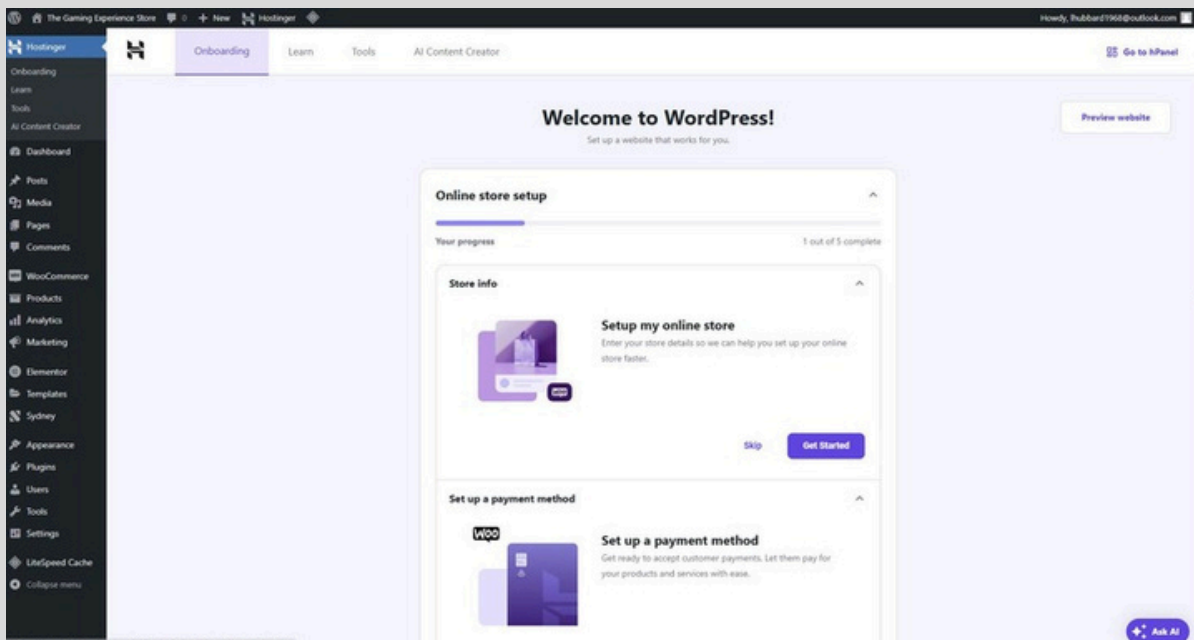 The Gaming Experience Store 0 + New Hostinger
Howdy, lhubbard1968@outlook.com
Hostinger
Onboarding
Learn
Tools
AI Content Creator
Dashboard
Posts
Media
Pages
Comments
WooCommerce
Products
Analytics
Marketing
Elementor
Templates
Sydney
Appearance
Plugins
Users
Tools
Settings
LiteSpeed Cache
Collapse menu
Onboarding Learn Tools AI Content Creator
Go to hPanel
Welcome to WordPress!
Set up a website that works for you.
Preview website
Online store setup
Your progress 1 out of 5 complete
Store info
Setup my online store
Enter your store details so we can help you set up your online
store faster.
Woo
Skip Get Started
Set up a payment method
Woo
Set up a payment method
Get ready to accept customer payments. Let them pay for
your products and services with ease.
Ask AI